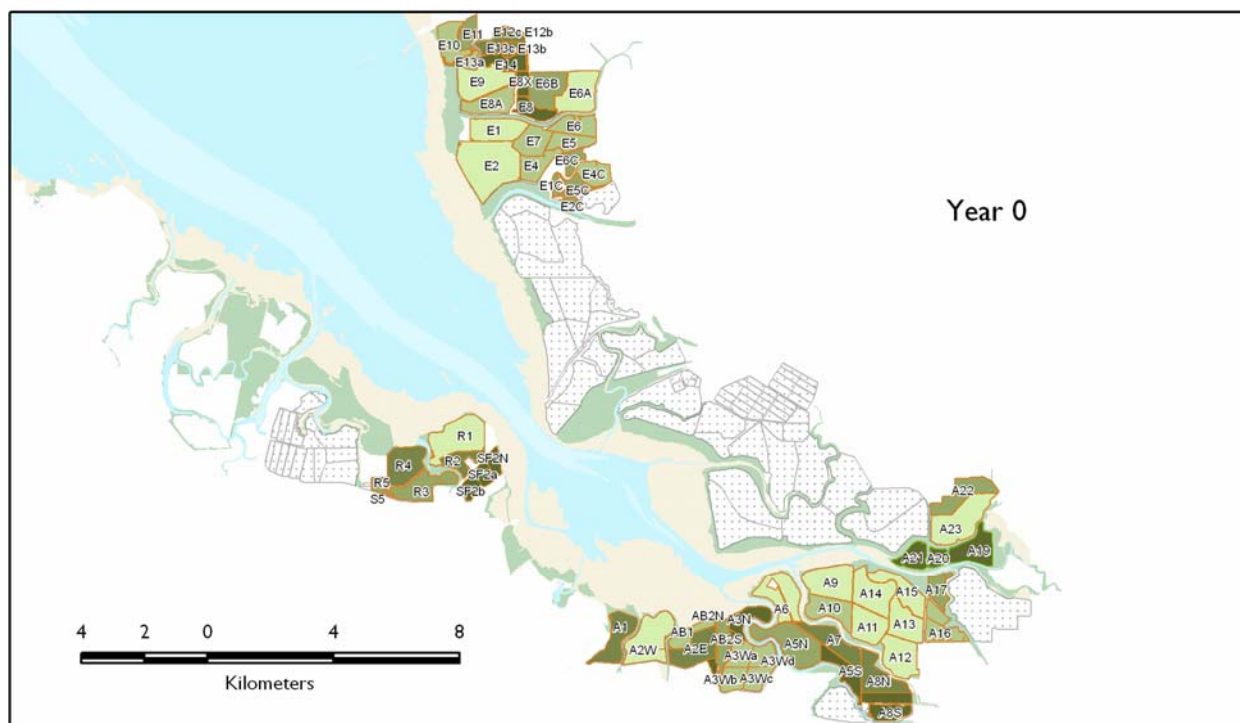 E11 E12c E12b
E10 E13c E13b
E13a E14
E9 E8X E6B E6A
E8A E8
E1 E6
E7 E5
E2 E4 E6C E4C
E1C E5C
E2C
Year 0
R1
R4 R2 SF2N
R5 SF2a
S5 R3 SF2b
A22
A23
A21 A20 A19
A9 A14 A15 A17
A6 A10
A1 AB2N A3N A11 A13 A16
AB1 AB2S A7
A2W A2E A3Wa A5N A12
A3Wd A5S
A3Wb A3Wc A8N
A8S
4 2 0 4 8
Kilometers